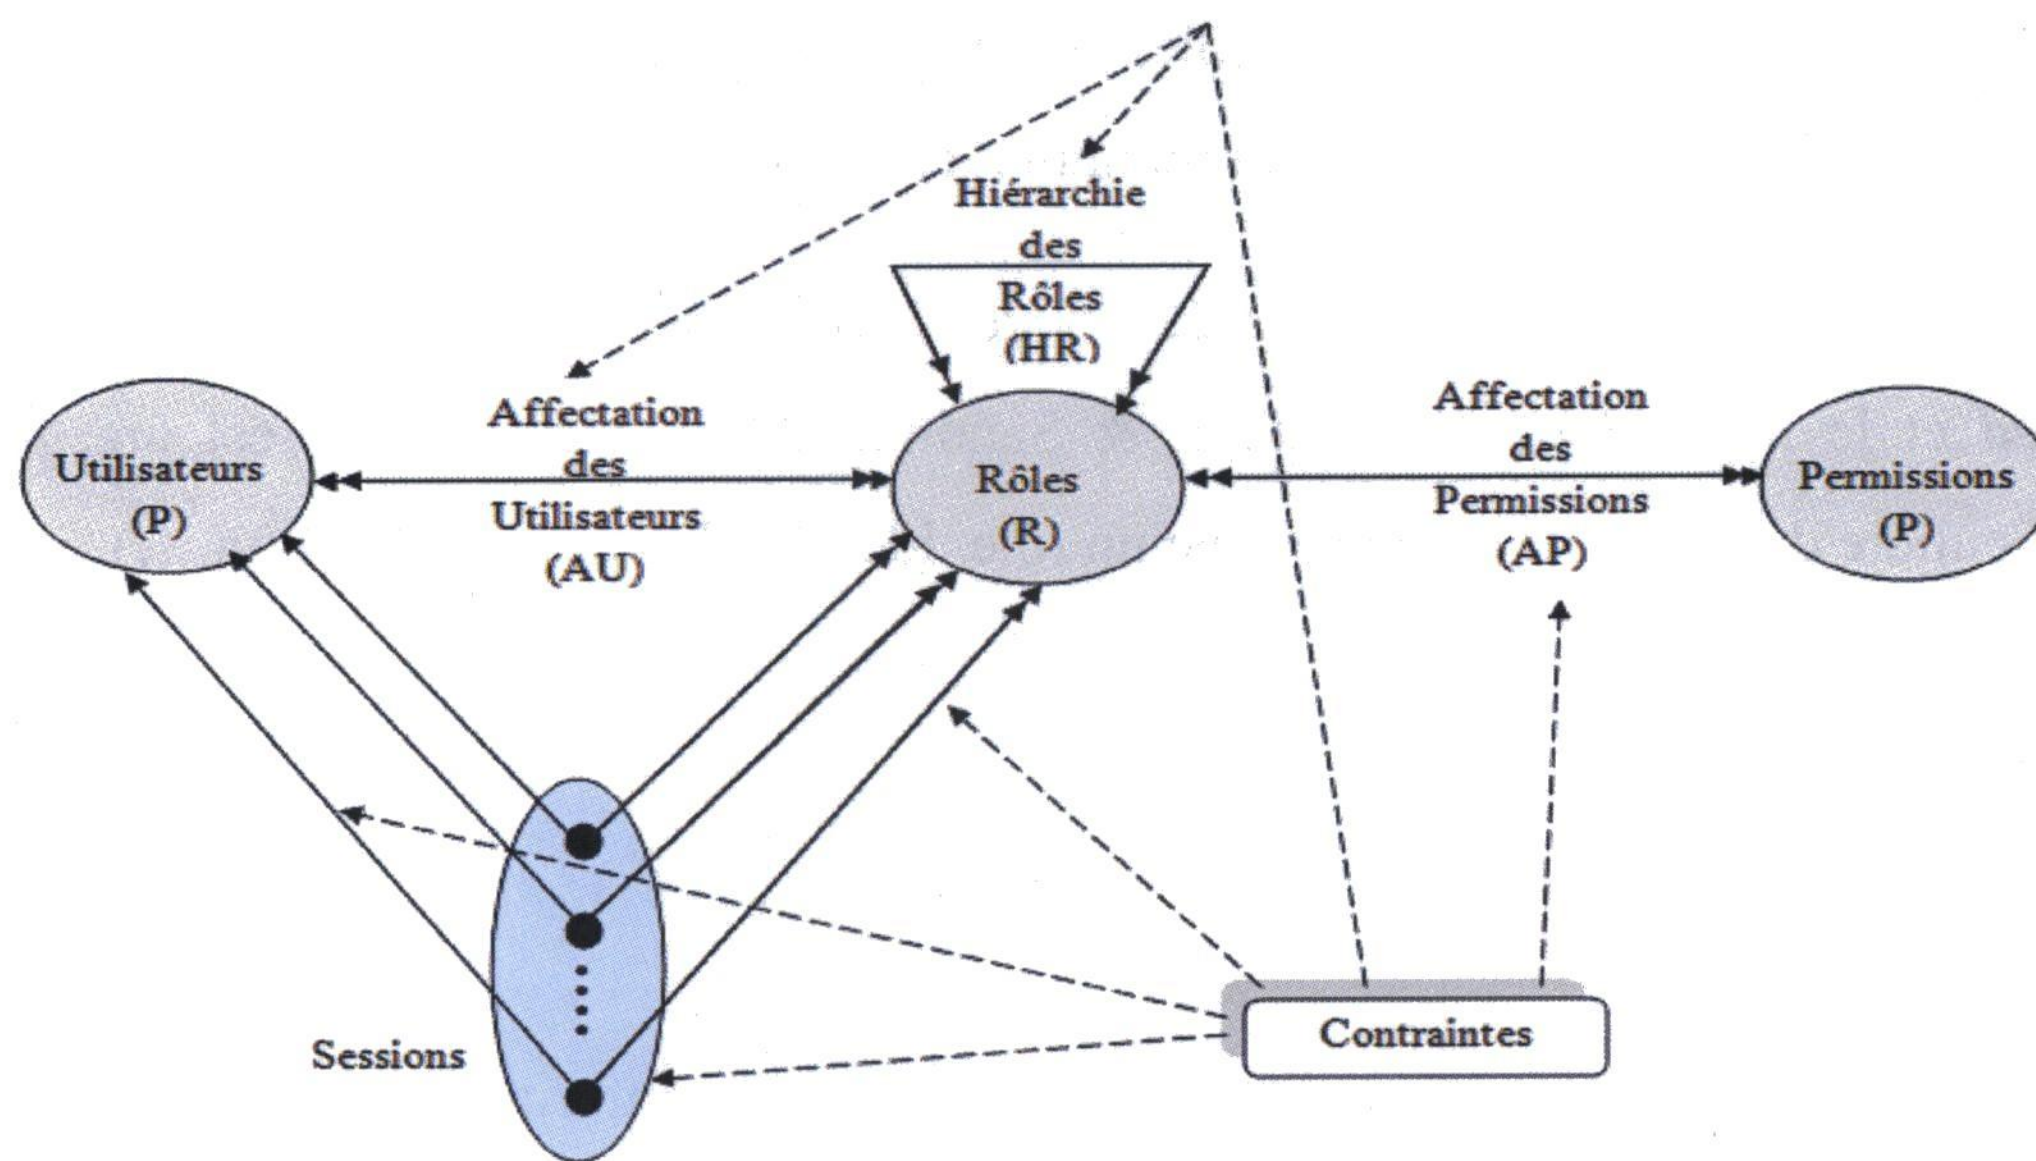 Hiérarchie
des
Rôles
(HR)
Utilisateurs
(P)
Affectation
des
Utilisateurs
(AU)
Rôles
(R)
Affectation
des
Permissions
(AP)
Permissions
(P)
Sessions
Contraintes